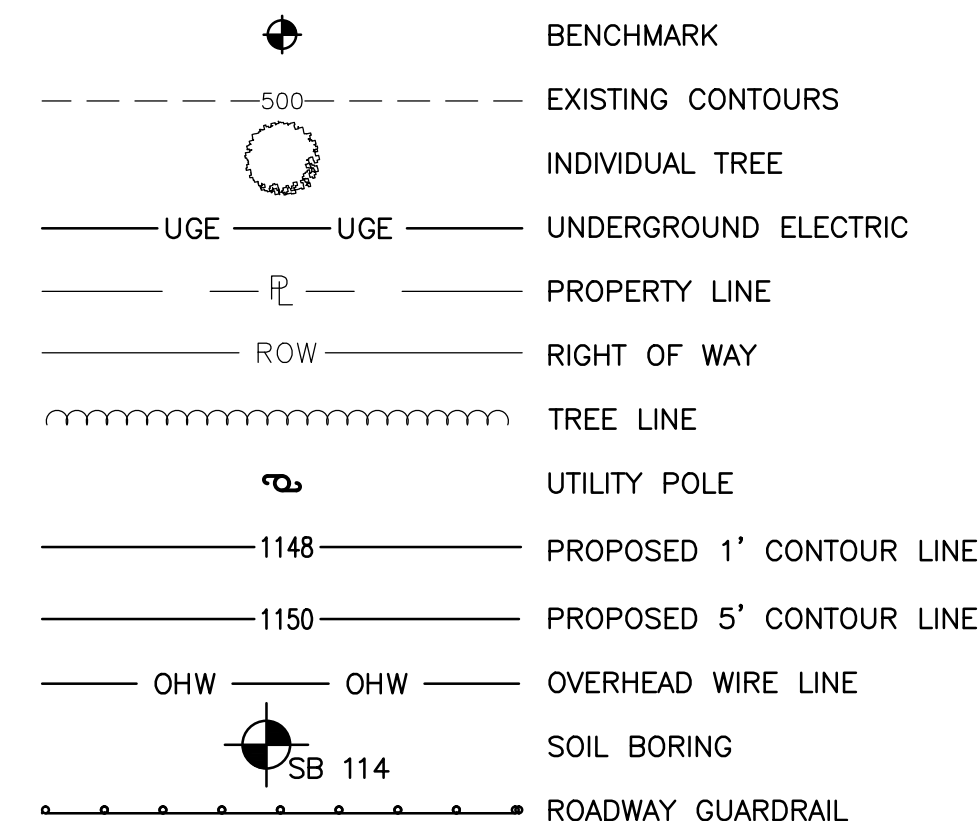 BENCHMARK
500 EXISTING CONTOURS
INDIVIDUAL TREE
UGE UGE UNDERGROUND ELECTRIC
PL PROPERTY LINE
ROW RIGHT OF WAY
TREE LINE
UTILITY POLE
1148 PROPOSED 1' CONTOUR LINE
1150 PROPOSED 5' CONTOUR LINE
OHW OHW OVERHEAD WIRE LINE
SOIL BORING
SB 114
ROADWAY GUARDRAIL